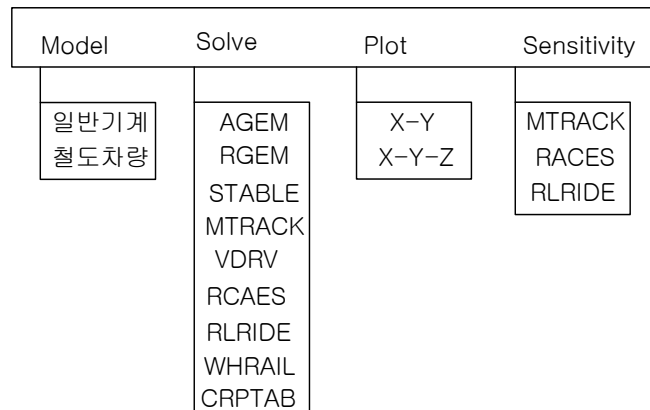 Model Solve Plot Sensitivity
일반기계
철도차량
AGEM
RGEM
STABLE
MTRACK
VDRV
RCAES
RLRIDE
WHRAIL
CRPTAB
X-Y
X-Y-Z
MTRACK
RACES
RLRIDE